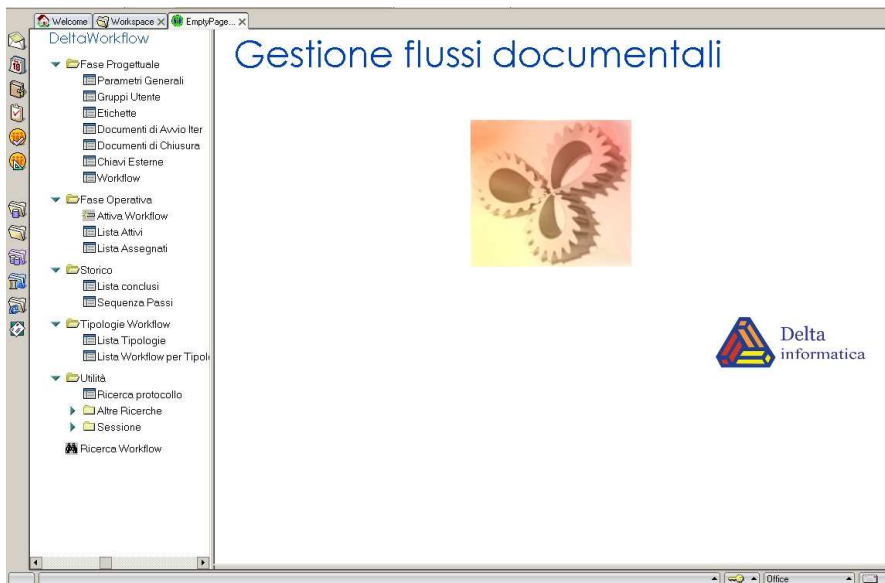 Welcome
Workspace
EmptyPage...
DeltaWorkflow
Fase Progettuale
Parametri Generali
Gruppi Utente
Etichette
Documenti di Avvio Iter
Documenti di Chiusura
Chiavi Esterne
Workflow
Fase Operativa
Attiva Workflow
Lista Attivi
Lista Assegnati
Storico
Lista conclusi
Sequenza Passi
Tipologie Workflow
Lista Tipologie
Lista Workflow per Tipol
Utilità
Ricerca protocollo
Altre Ricerche
Sessione
Ricerca Workflow
Gestione flussi documentali
Delta
informatica
Office